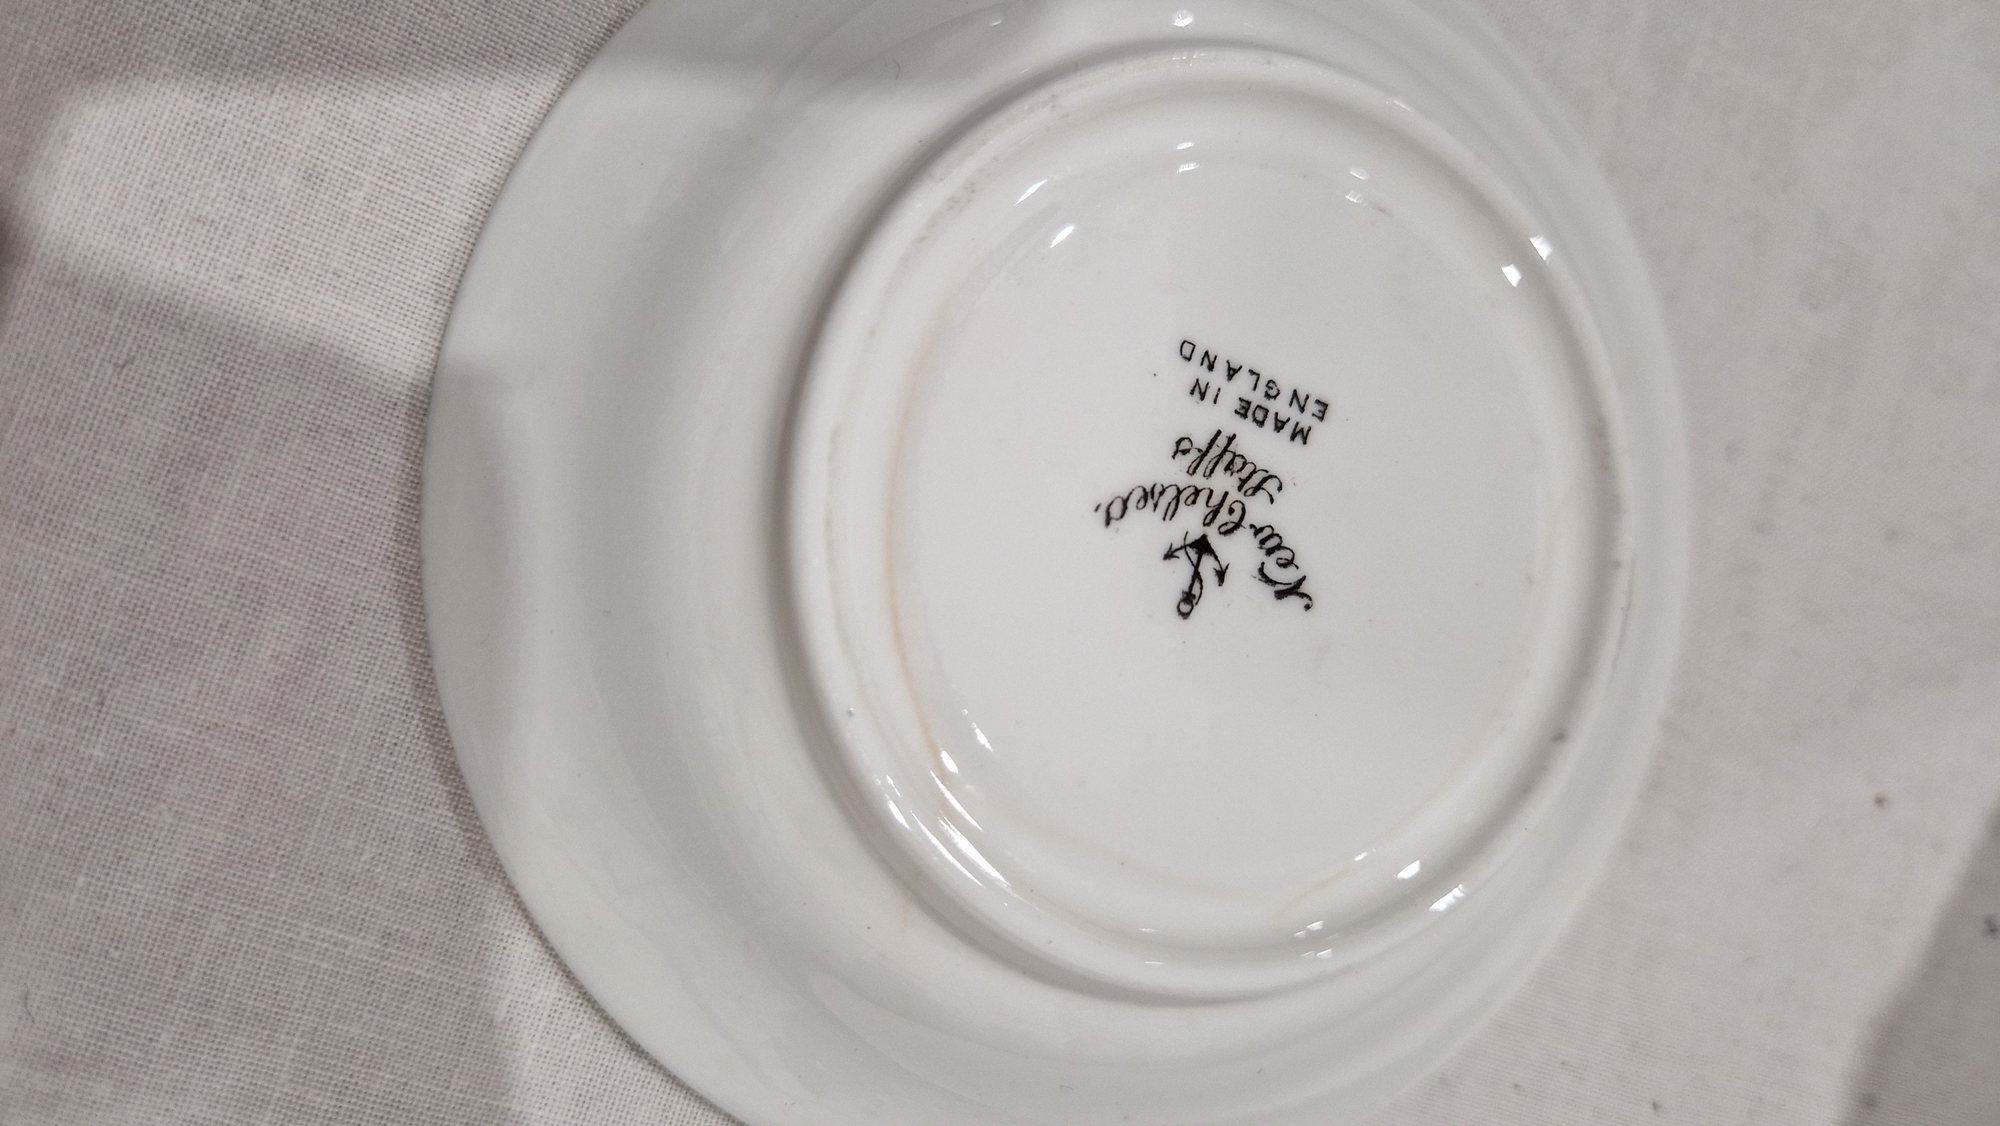 New Chelsea.
Staffs
MADE IN
ENGLAND